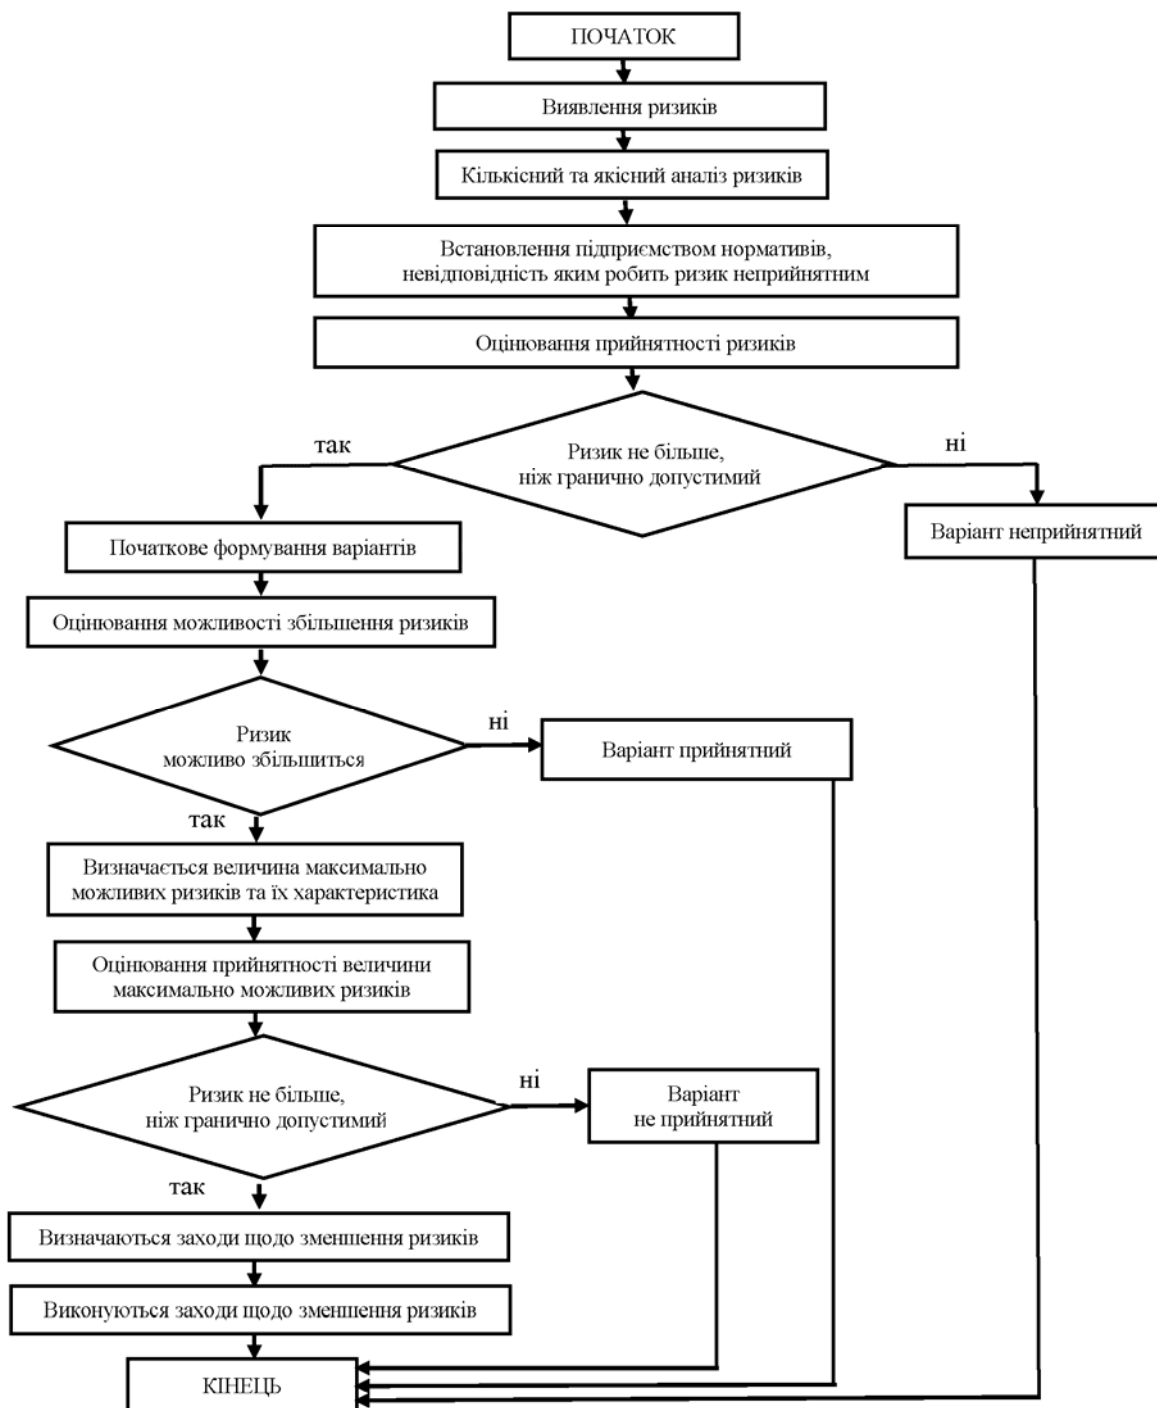 ПОЧАТОК
Виявлення ризиків
Кількісний та якісний аналіз ризиків
Встановлення підприємством нормативів,
невідповідність яким робить ризик неприйнятним
Оцінювання прийнятності ризиків
так
Ризик не більше,
ніж гранично допустимий
ні
Початкове формування варіантів
Варіант неприйнятний
Оцінювання можливості збільшення ризиків
Ризик
можливо збільшиться
ні
Варіант прийнятний
так
Визначається величина максимально
можливих ризиків та їх характеристика
Оцінювання прийнятності величини
максимально можливих ризиків
Ризик не більше,
ніж гранично допустимий
ні
Варіант
не прийнятний
так
Визначаються заходи щодо зменшення ризиків
Виконуються заходи щодо зменшення ризиків
КІНЕЦЬ